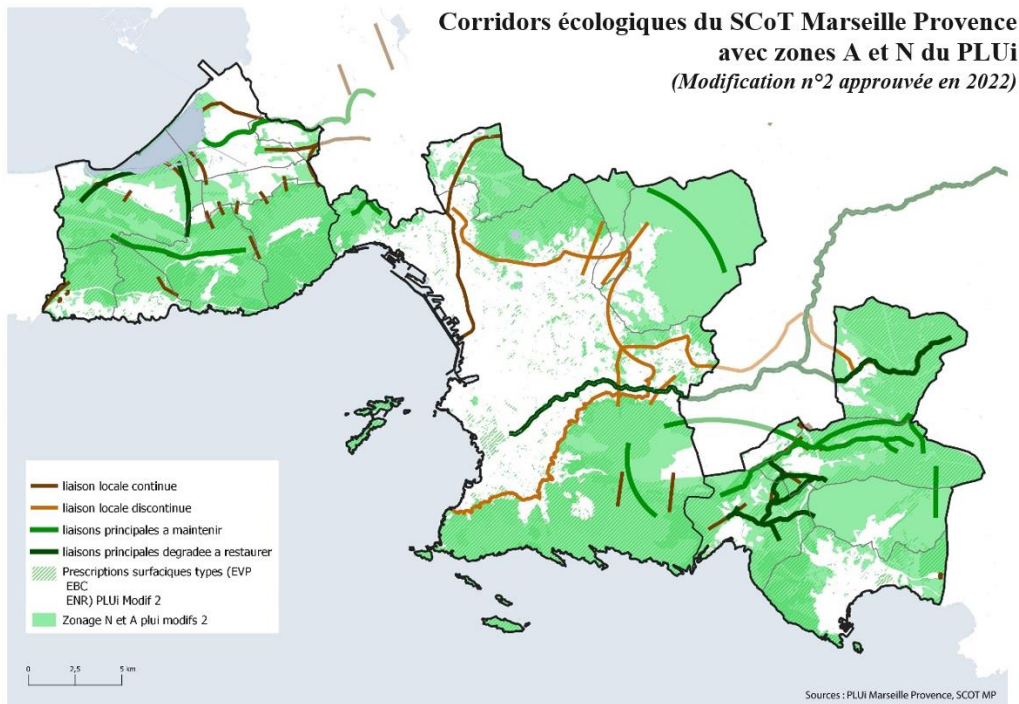 Corridors écologiques du SCoT Marseille Provence
avec zones A et N du PLUi
(Modification n°2 approuvée en 2022)
liaison locale continue
liaison locale discontinue
liaisons principales a maintenir
liaisons principales degradee a restaurer
Prescriptions surfaciques types (EVP
EBC
ENR) PLUi Modif 2
Zonage N et A plui modifs 2
0 2,5 5 km
Sources : PLUi Marseille Provence, SCOT MP